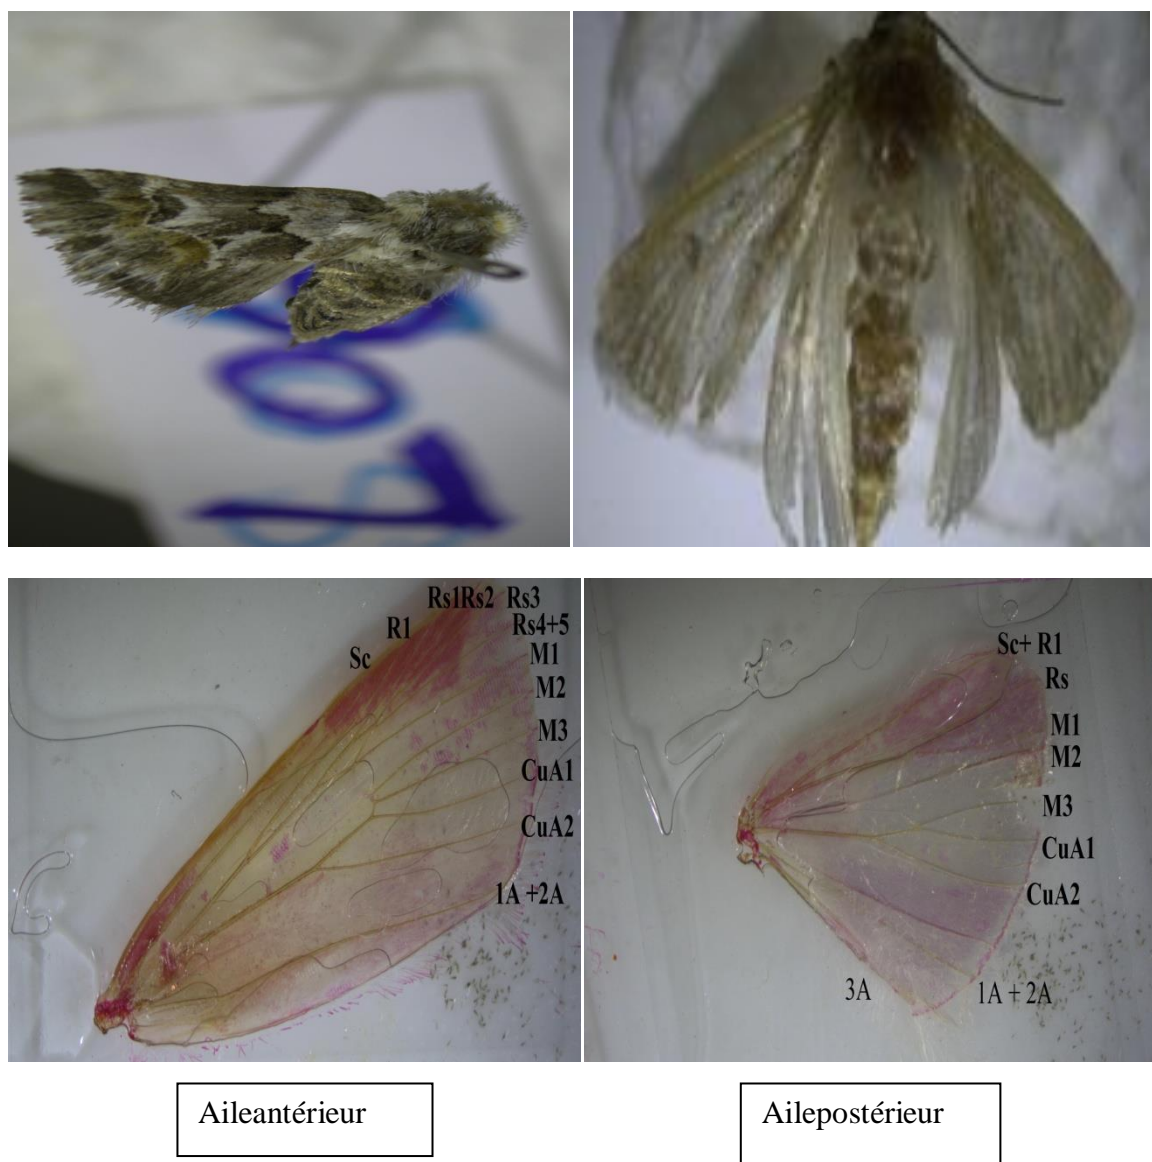 Rs1Rs2 Rs3
R1
Rs4+5
Sc
M1
M2
M3
CuA1
CuA2
1A +2A
Sc+ R1
Rs
M1
M2
M3
CuA1
CuA2
3A
1A + 2A
Aileantérieur
Ailepostérieur